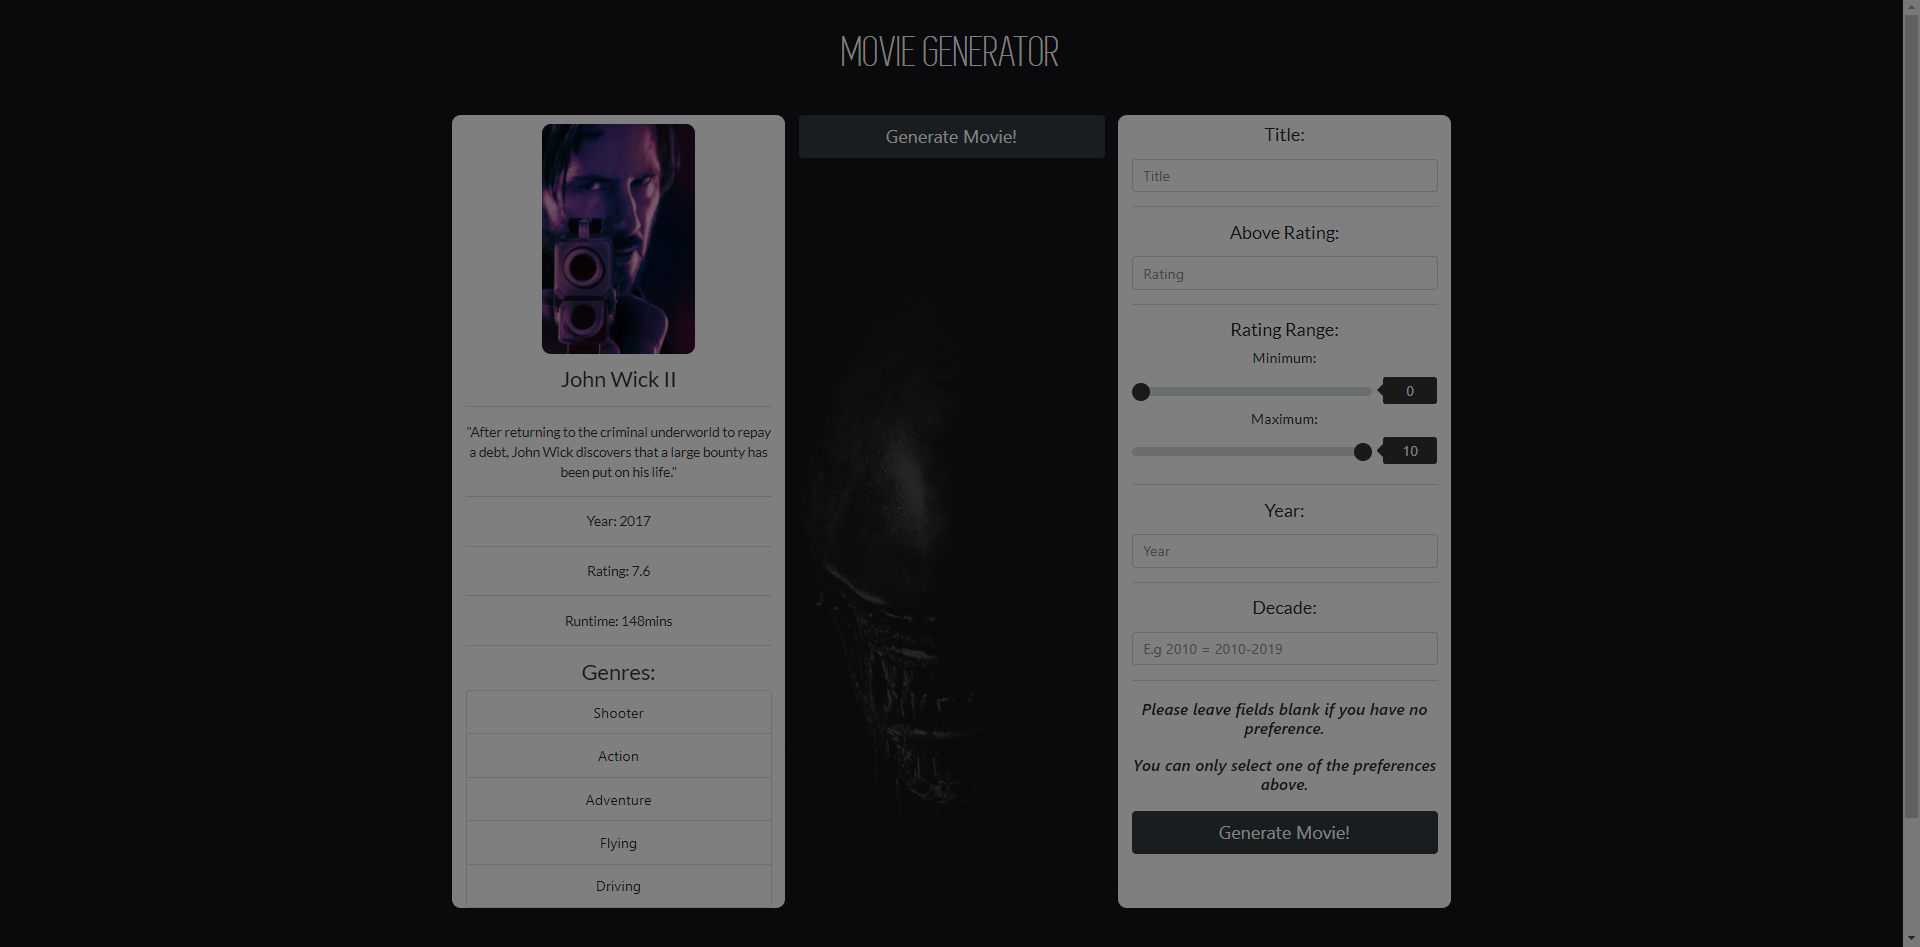 MOVIE GENERATOR
John Wick II
"After returning to the criminal underworld to repay
a debt, John Wick discovers that a large bounty has
been put on his life."
Year: 2017
Rating: 7.6
Runtime: 148mins
Genres:
Shooter
Action
Adventure
Flying
Driving
Generate Movie!
Title:
Title
Above Rating:
Rating
Rating Range:
Minimum:
0
Maximum:
10
Year:
Year
Decade:
E.g 2010 = 2010-2019
Please leave fields blank if you have no
preference.
You can only select one of the preferences
above.
Generate Movie!